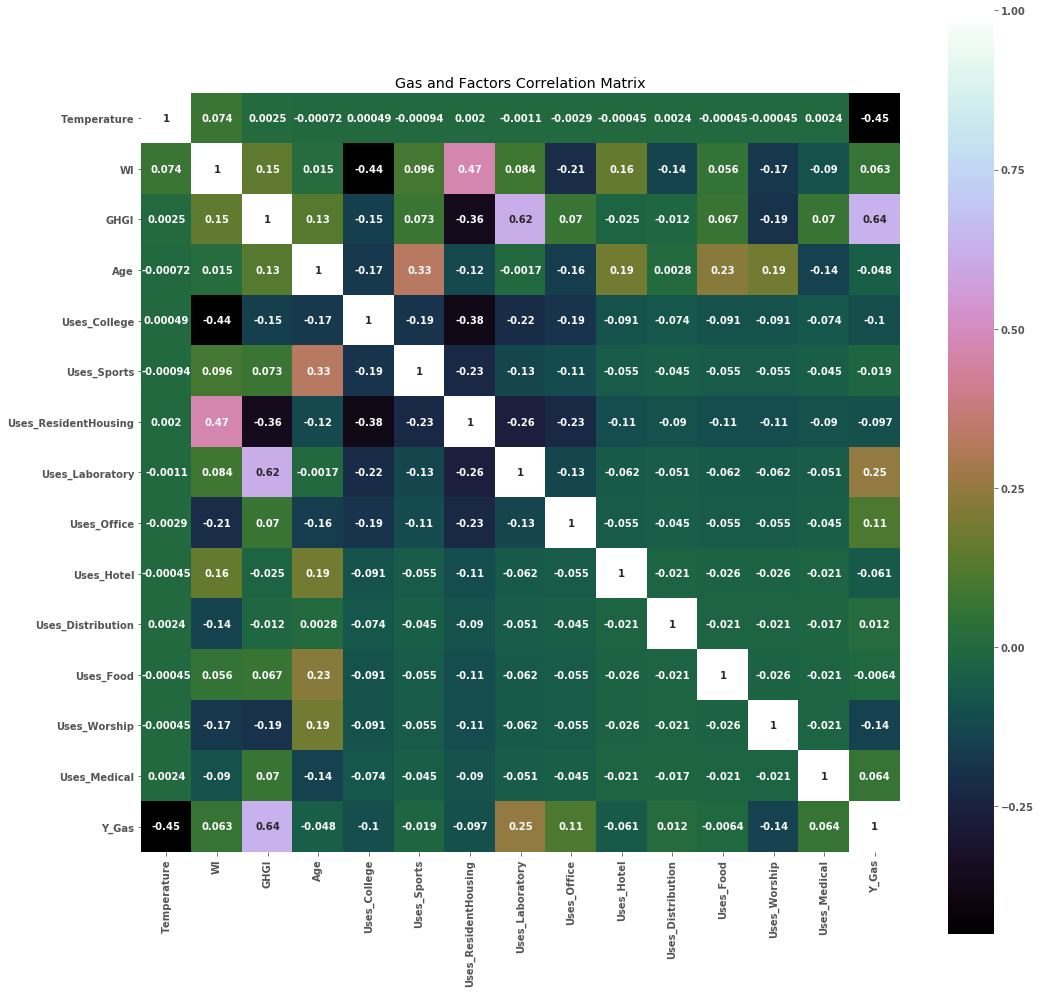 Gas and Factors Correlation Matrix
Temperature 1 0.074 0.0025 -0.00072 0.00049 -0.00094 0.002 -0.0011 -0.0029 -0.00045 0.0024 -0.00045 -0.00045 0.0024 -0.45
WI 0.074 1 0.15 0.015 -0.44 0.096 0.47 0.084 -0.21 0.16 -0.14 0.056 -0.17 -0.09 0.063
GHGI 0.0025 0.15 1 0.13 -0.15 0.073 -0.36 0.62 0.07 -0.025 -0.012 0.067 -0.19 0.07 0.64
Age -0.00072 0.015 0.13 1 -0.17 0.33 -0.12 -0.0017 -0.16 0.19 0.0028 0.23 0.19 -0.14 -0.048
Uses_College 0.00049 -0.44 -0.15 -0.17 1 -0.19 -0.38 -0.22 -0.19 -0.091 -0.074 -0.091 -0.091 -0.074 -0.1
Uses_Sports -0.00094 0.096 0.073 0.33 -0.19 1 -0.23 -0.13 -0.11 -0.055 -0.045 -0.055 -0.055 -0.045 -0.019
Uses_ResidentHousing 0.002 0.47 -0.36 -0.12 -0.38 -0.23 1 -0.26 -0.23 -0.11 -0.09 -0.11 -0.11 -0.09 -0.097
Uses_Laboratory -0.0011 0.084 0.62 -0.0017 -0.22 -0.13 -0.26 1 -0.13 -0.062 -0.051 -0.062 -0.062 -0.051 0.25
Uses_Office -0.0029 -0.21 0.07 -0.16 -0.19 -0.11 -0.23 -0.13 1 -0.055 -0.045 -0.055 -0.055 -0.045 0.11
Uses_Hotel -0.00045 0.16 -0.025 0.19 -0.091 -0.055 -0.11 -0.062 -0.055 1 -0.021 -0.026 -0.026 -0.021 -0.061
Uses_Distribution 0.0024 -0.14 -0.012 0.0028 -0.074 -0.045 -0.09 -0.051 -0.045 -0.021 1 -0.021 -0.021 -0.017 0.012
Uses_Food -0.00045 0.056 0.067 0.23 -0.091 -0.055 -0.11 -0.062 -0.055 -0.026 -0.021 1 -0.026 -0.021 -0.0064
Uses_Worship -0.00045 -0.17 -0.19 0.19 -0.091 -0.055 -0.11 -0.062 -0.055 -0.026 -0.021 -0.026 1 -0.021 -0.14
Uses_Medical 0.0024 -0.09 0.07 -0.14 -0.074 -0.045 -0.09 -0.051 -0.045 -0.021 -0.017 -0.021 -0.021 1 0.064
Y_Gas -0.45 0.063 0.64 -0.048 -0.1 -0.019 -0.097 0.25 0.11 -0.061 0.012 -0.0064 -0.14 0.064 1
Temperature WI GHGI Age Uses_College Uses_Sports Uses_ResidentHousing Uses_Laboratory Uses_Office Uses_Hotel Uses_Distribution Uses_Food Uses_Worship Uses_Medical Y_Gas
1.00
0.75
0.50
0.25
0.00
−0.25